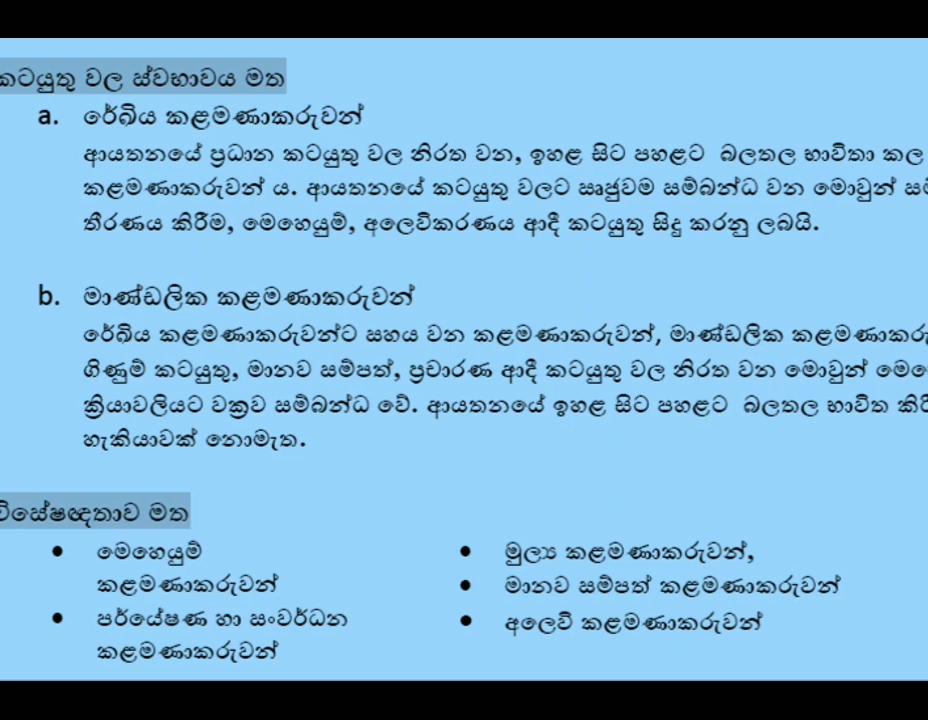 කටයුතු වල ස්වභාවය මත
a. රේඛීය කළමණාකරුවන්
ආයතනයේ ප්‍රධාන කටයුතු වල නිරත වන, ඉහළ සිට පහළට බලතල භාවිතා කල
කළමණාකරුවන් ය. ආයතනයේ කටයුතු වලට සෘජුවම සම්බන්ධ වන මොවුන්
තීරණය කිරීම, මෙහෙයුම්, අලෙවිකරණය ආදී කටයුතු සිදු කරනු ලබයි.
b. මාණ්ඩලික කළමණාකරුවන්
රේඛීය කළමණාකරුවන්ට සහය වන කළමණාකරුවන්, මාණ්ඩලික
ගිණුම් කටයුතු, මානව සම්පත්, ප්‍රචාරණ ආදී කටයුතු වල නිරත වන මොවුන්
ක්‍රියාවලියට වක්‍රව සම්බන්ධ වේ. ආයතනයේ ඉහළ සිට පහළට බලතල භාවිත
හැකියාවක් නොමැත.
විසේෂඥතාව මත
• මෙහෙයුම්
කළමණාකරුවන්
• පර්යේෂණ හා සංවර්ධන
කළමණාකරුවන්
• මුල්‍ය කළමණාකරුවන්,
• මානව සම්පත් කළමණාකරුවන්
• අලෙවි කළමණාකරුවන්